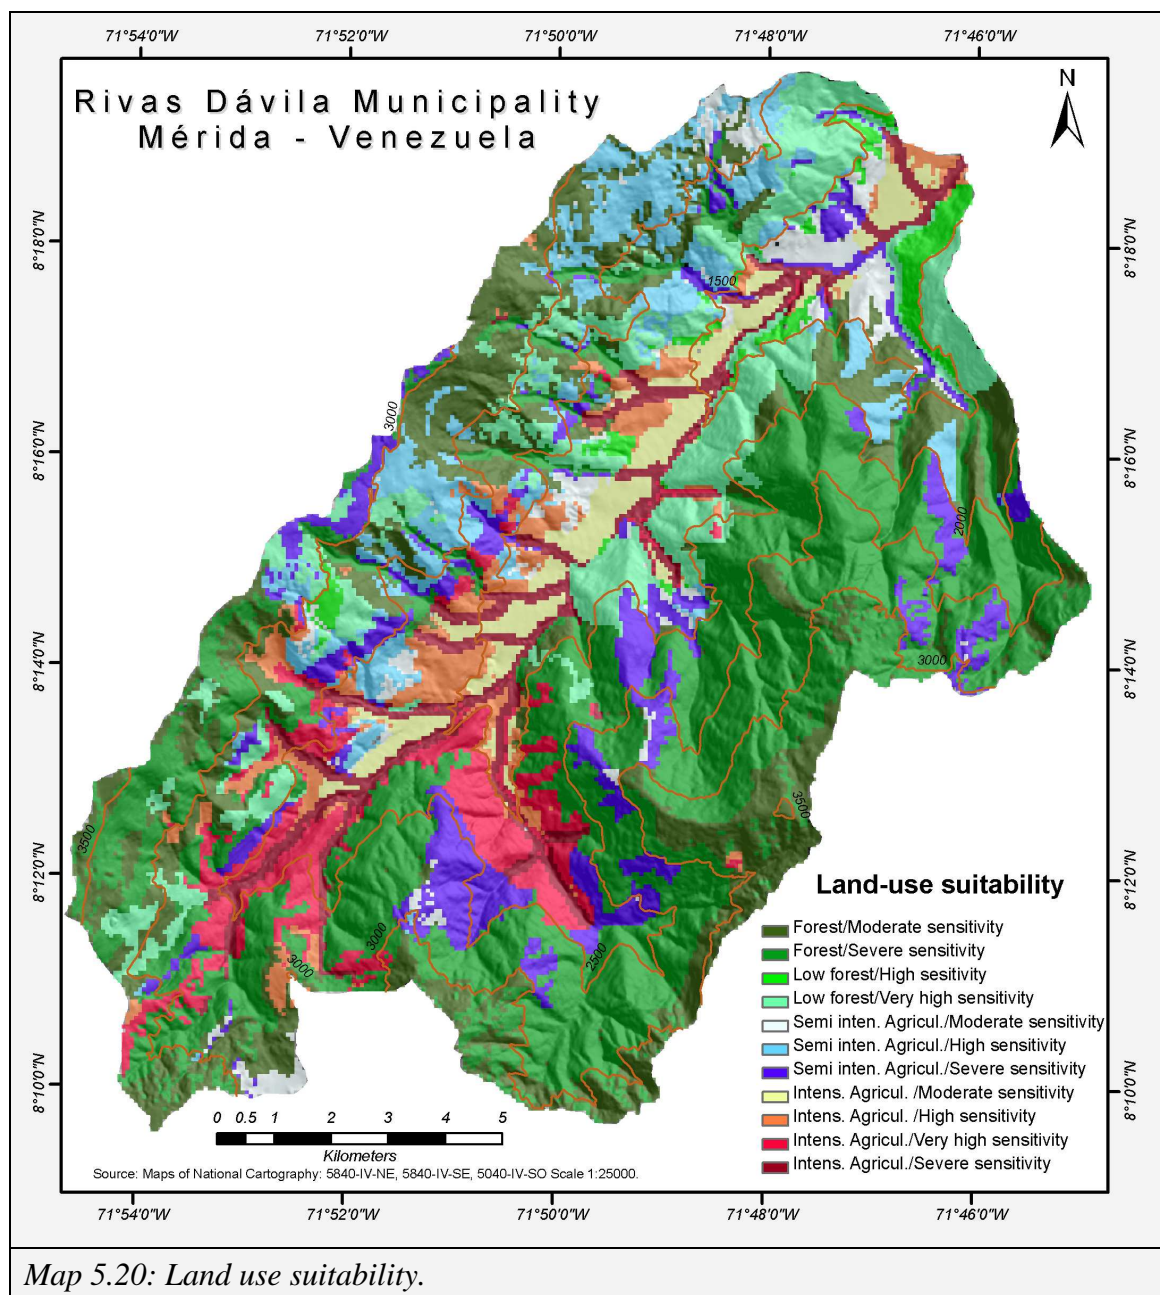 71°54'0"W 71°52'0"W 71°50'0"W 71°48'0"W 71°46'0"W
Rivas Dávila Municipality
Mérida - Venezuela
N
8°18'0"N 8°18'0"N
1500
3000
8°16'0"N 8°16'0"N
2000
8°14'0"N 8°14'0"N
3000
3500
3500
8°12'0"N 8°12'0"N
3000
2500
3000
Land-use suitability
Forest/Moderate sensitivity
Forest/Severe sensitivity
Low forest/High sesitivity
Low forest/Very high sensitivity
Semi inten. Agricul./Moderate sensitivity
Semi inten. Agricul./High sensitivity
Semi inten. Agricul./Severe sensitivity
Intens. Agricul. /Moderate sensitivity
Intens. Agricul. /High sensitivity
Intens. Agricul./Very high sensitivity
Intens. Agricul./Severe sensitivity
8°10'0"N 8°10'0"N
0 0.5 1 2 3 4 5
Kilometers
Source: Maps of National Cartography: 5840-IV-NE, 5840-IV-SE, 5040-IV-SO Scale 1:25000.
71°54'0"W 71°52'0"W 71°50'0"W 71°48'0"W 71°46'0"W
Map 5.20: Land use suitability.